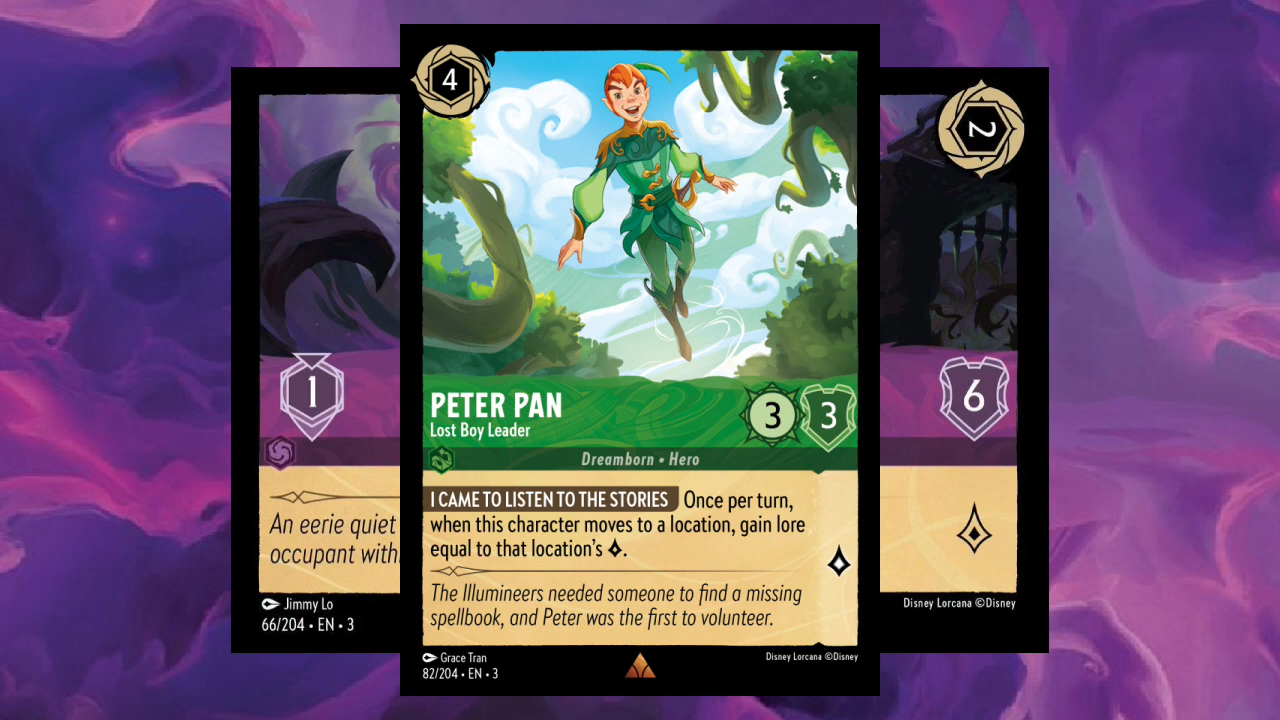 4
PETER PAN
Lost Boy Leader
3
3
Dreamborn • Hero
I CAME TO LISTEN TO THE STORIES Once per turn,
when this character moves to a location, gain lore
equal to that location's .
The Illumineers needed someone to find a missing
spellbook, and Peter was the first to volunteer.
Grace Tran
82/204 • EN • 3
Disney Lorcana ©Disney
1
An eerie quiet
occupant with
Jimmy Lo
66/204 • EN • 3
2
6
Disney Lorcana ©Disney